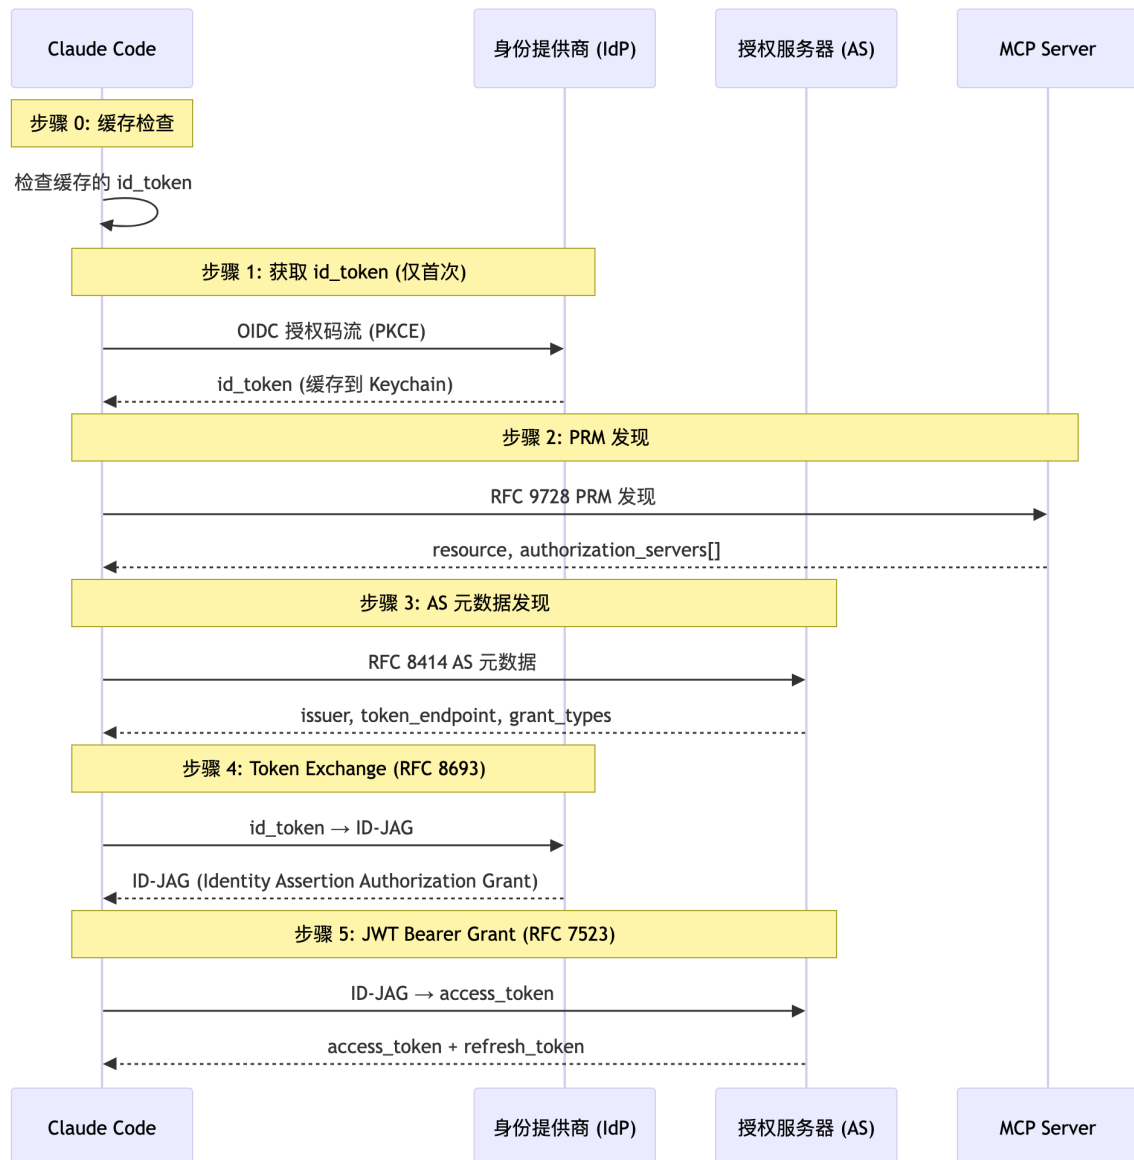 Claude Code
身份提供商 (IdP)
授权服务器 (AS)
MCP Server
步骤 0: 缓存检查
检查缓存的 id_token
步骤 1: 获取 id_token (仅首次)
OIDC 授权码流 (PKCE)
id_token (缓存到 Keychain)
步骤 2: PRM 发现
RFC 9728 PRM 发现
resource, authorization_servers[]
步骤 3: AS 元数据发现
RFC 8414 AS 元数据
issuer, token_endpoint, grant_types
步骤 4: Token Exchange (RFC 8693)
id_token → ID-JAG
ID-JAG (Identity Assertion Authorization Grant)
步骤 5: JWT Bearer Grant (RFC 7523)
ID-JAG → access_token
access_token + refresh_token
Claude Code
身份提供商 (IdP)
授权服务器 (AS)
MCP Server